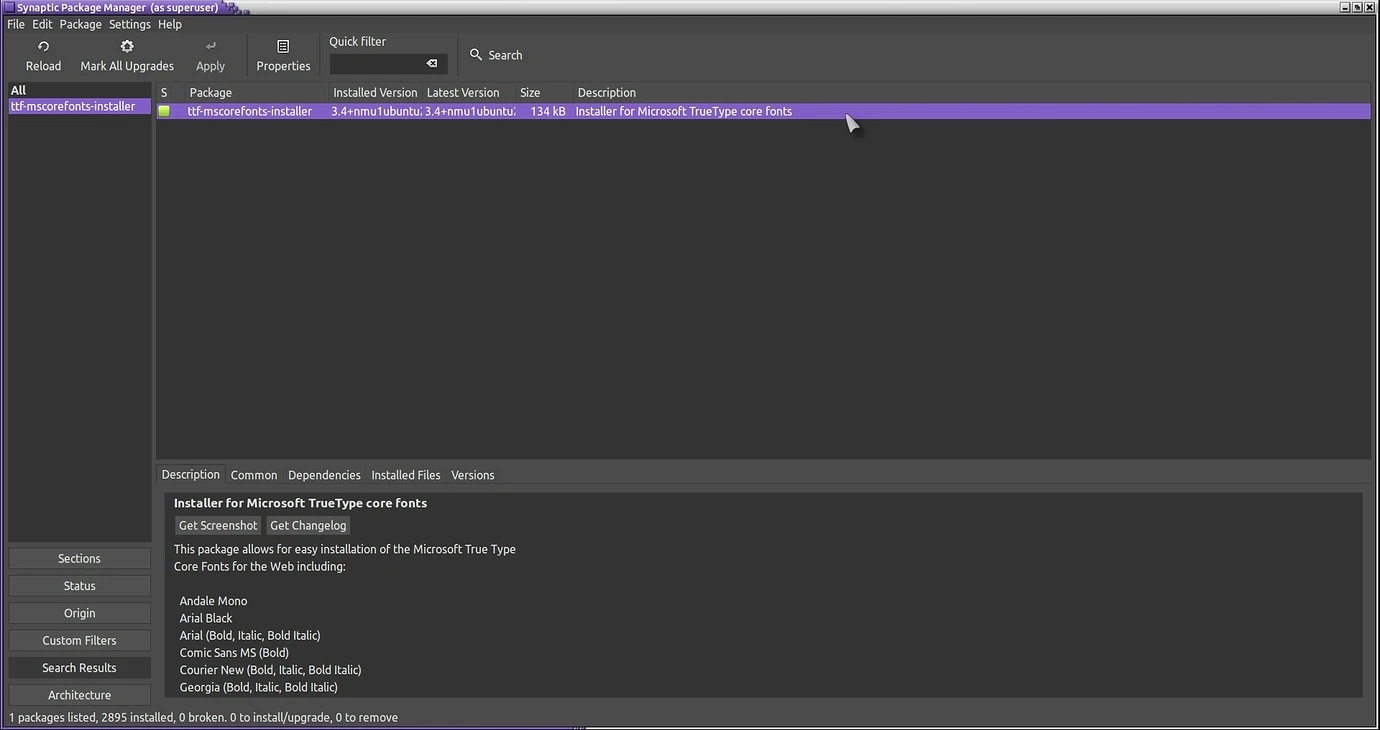 Synaptic Package Manager (as superuser)
File Edit Package Settings Help
Reload Mark All Upgrades Apply Properties Quick filter Search
All
ttf-mscorefonts-installer
S Package Installed Version Latest Version Size Description
ttf-mscorefonts-installer 3.4+nmu1ubuntu 3.4+nmu1ubuntu 134 kB Installer for Microsoft TrueType core fonts
Description Common Dependencies Installed Files Versions
Installer for Microsoft TrueType core fonts
Get Screenshot Get Changelog
This package allows for easy installation of the Microsoft True Type
Core Fonts for the Web including:
Andale Mono
Arial Black
Arial (Bold, Italic, Bold Italic)
Comic Sans MS (Bold)
Courier New (Bold, Italic, Bold Italic)
Georgia (Bold, Italic, Bold Italic)
Sections
Status
Origin
Custom Filters
Search Results
Architecture
1 packages listed, 2895 installed, 0 broken. 0 to install/upgrade, 0 to remove